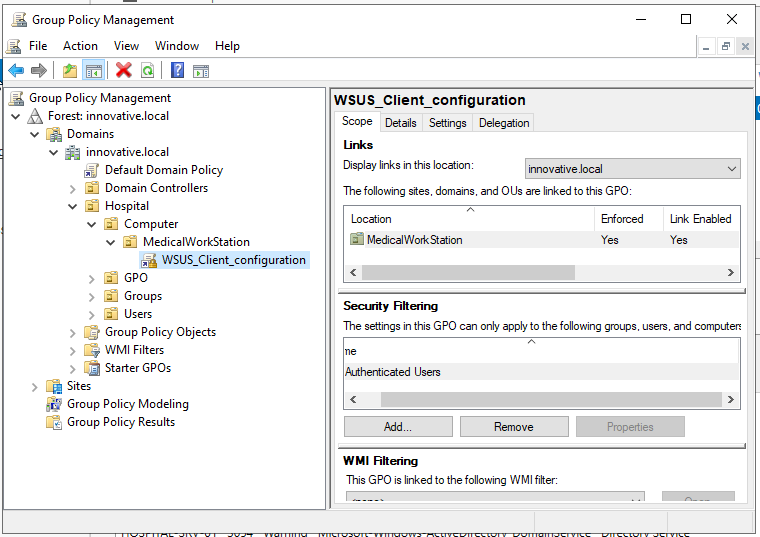 Group Policy Management
File Action View Window Help
Group Policy Management
Forest: innovative.local
Domains
innovative.local
Default Domain Policy
Domain Controllers
Hospital
Computer
MedicalWorkStation
WSUS_Client_configuration
GPO
Groups
Users
Group Policy Objects
WMI Filters
Starter GPOs
Sites
Group Policy Modeling
Group Policy Results
WSUS_Client_configuration
Scope Details Settings Delegation
Links
Display links in this location: innovative.local
The following sites, domains, and OUs are linked to this GPO:
Location Enforced Link Enabled
MedicalWorkStation Yes Yes
Security Filtering
The settings in this GPO can only apply to the following groups, users, and computers
me
Authenticated Users
Add... Remove Properties
WMI Filtering
This GPO is linked to the following WMI filter:
<none> Open
HOSPITAL-SRV-01 3054 Warning Microsoft-Windows-ActiveDirectory_DomainService Directory Service